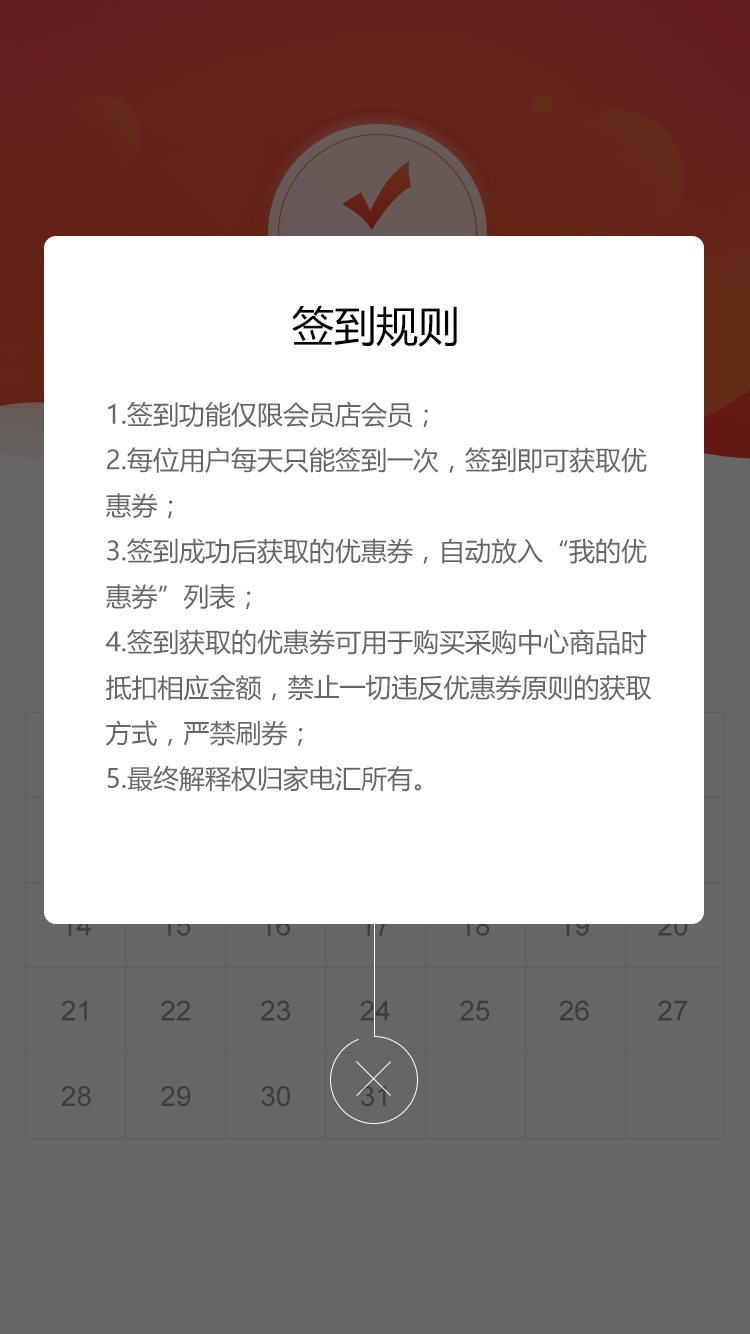 签到规则
1.签到功能仅限会员店会员；
2.每位用户每天只能签到一次，签到即可获取优
惠券；
3.签到成功后获取的优惠券，自动放入“我的优
惠券”列表；
4.签到获取的优惠券可用于购买采购中心商品时
抵扣相应金额，禁止一切违反优惠券原则的获取
方式，严禁刷券；
5.最终解释权归家电汇所有。
14 15 16 17 18 19 20
21 22 23 24 25 26 27
28 29 30 31